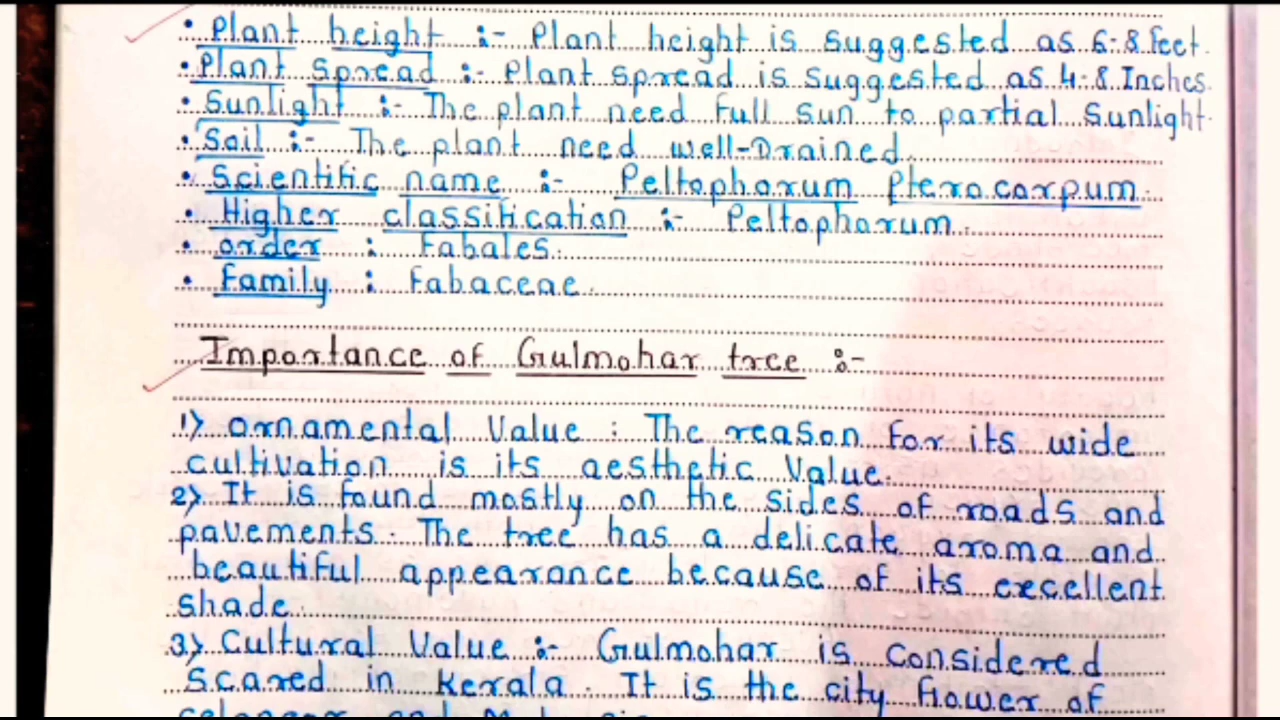 • Plant height :- Plant height is suggested as 6-8 feet.
• Plant spread :- Plant spread is suggested as 4-8 Inches.
• Sunlight :- The plant need full sun to partial sunlight.
• Soil :- The plant need well-Drained.
• Scientific name :- Peltophorum Pterocarpum.
• Higher classification :- Peltophorum.
• order : Fabales.
• Family : Fabaceae.
Importance of Gulmohar tree :-
1) Ornamental Value : The reason for its wide
cultivation is its aesthetic Value.
2) It is found mostly on the sides of roads and
pavements. The tree has a delicate aroma and
beautiful appearance because of its excellent
shade.
3) Cultural Value :- Gulmohar is considered
scared in Kerala. It is the city flower of